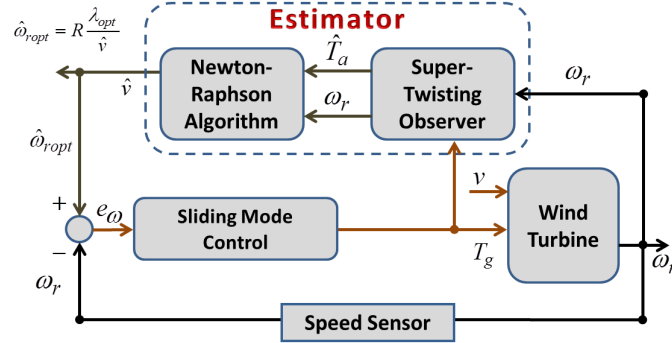 Estimator
ω̂_ropt = R λ_opt / v̂
T̂_a
Newton-
Raphson
Algorithm
Super-
Twisting
Observer
ω_r
v̂
ω_r
ω̂_ropt
+
e_ω
−
Sliding Mode
Control
v
T_g
Wind
Turbine
ω_r
ω_r
Speed Sensor